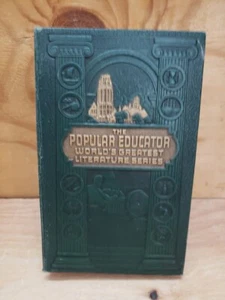 THE
POPULAR EDUCATOR
WORLD'S GREATEST
LITERATURE SERIES